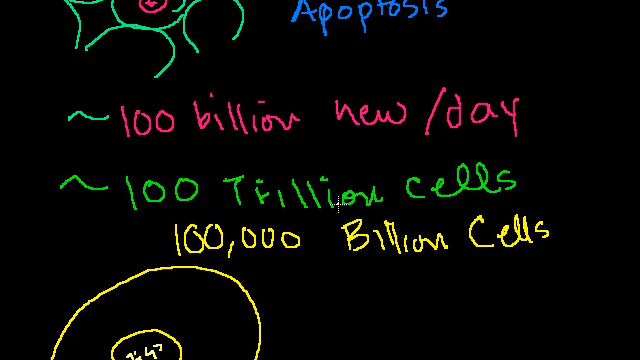 Apoptosis
~ 100 billion new /day
~ 100 Trillion cells
100,000 Billion Cells